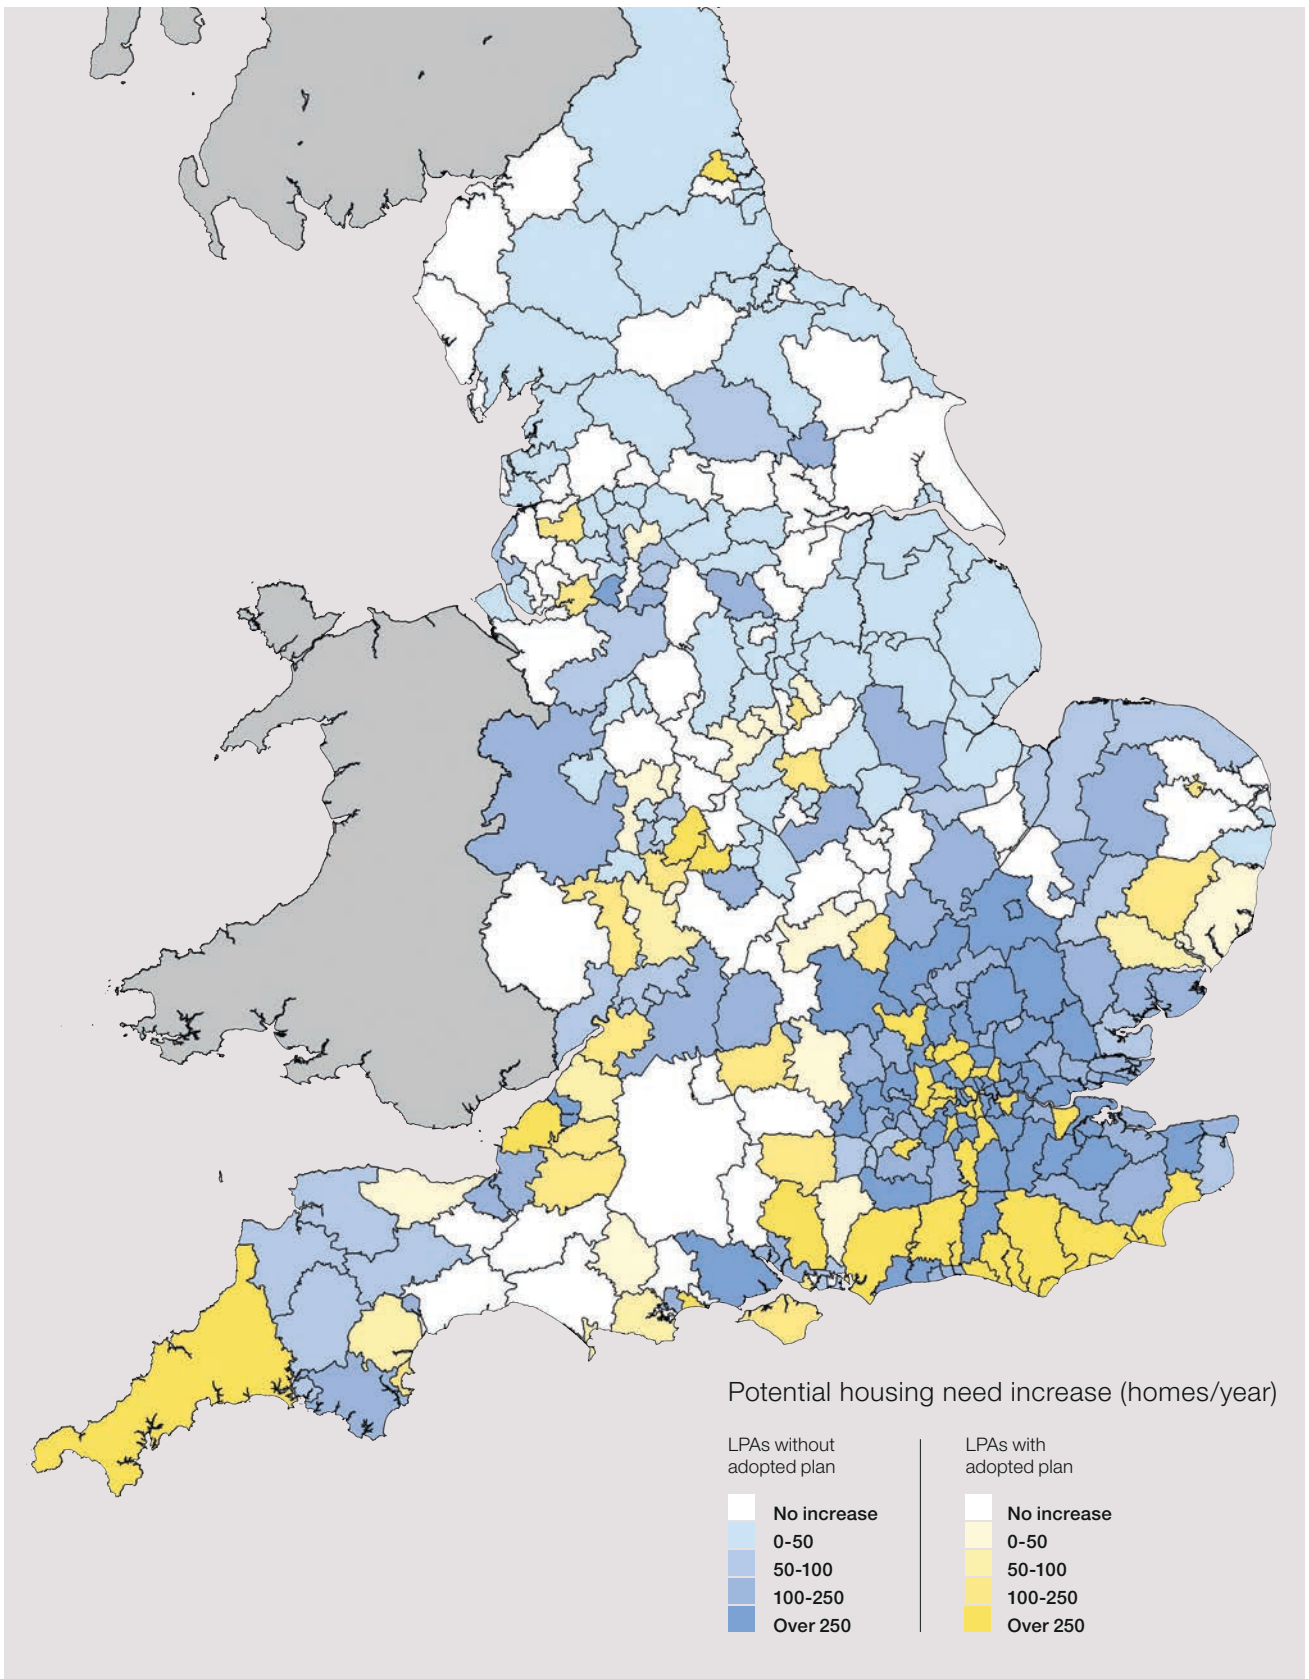 Potential housing need increase (homes/year)
LPAs without
adopted plan
No increase
0-50
50-100
100-250
Over 250
LPAs with
adopted plan
No increase
0-50
50-100
100-250
Over 250